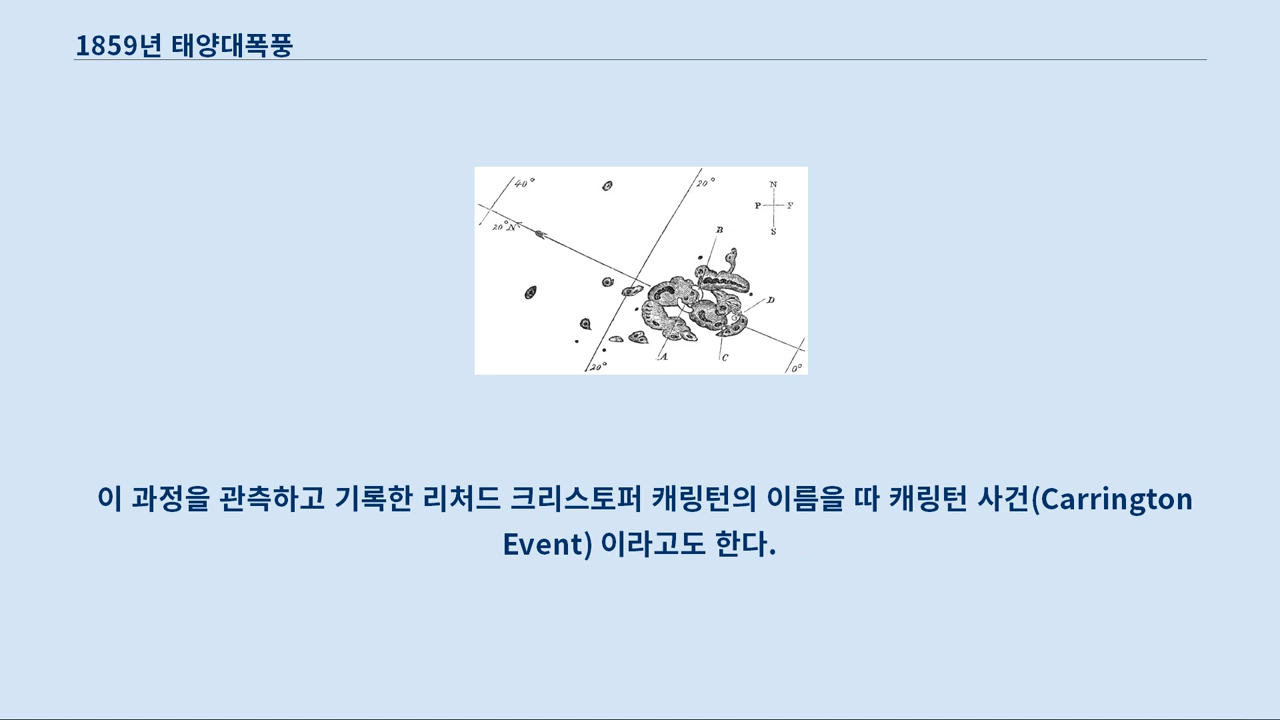 1859년 태양대폭풍
40°
20°
N
P F
S
20° N
B
D
A
C
20°
0°
이 과정을 관측하고 기록한 리처드 크리스토퍼 캐링턴의 이름을 따 캐링턴 사건(Carrington
Event) 이라고도 한다.